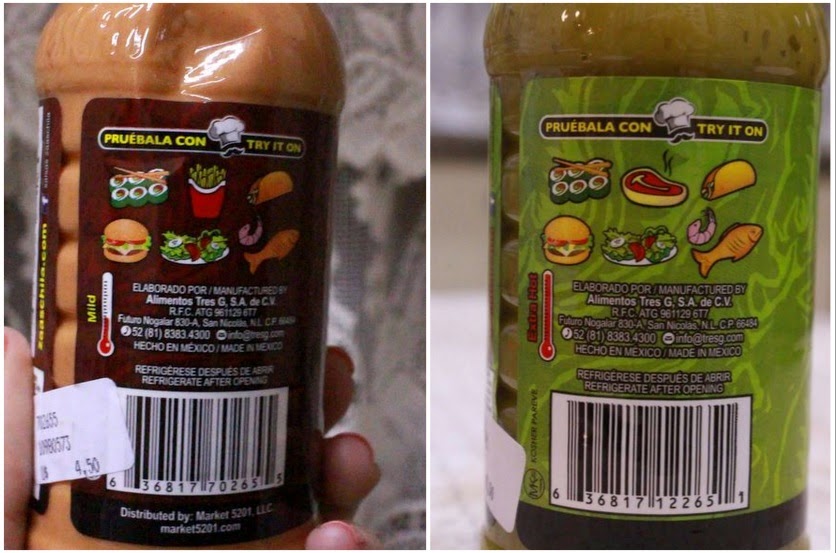 PRUÉBALA CON TRY IT ON
Mild
ELABORADO POR / MANUFACTURED BY
Alimentos Tres G, S.A. de C.V.
R.F.C. ATG 961129 6T7
Futuro Nogalar 830-A, San Nicolás, N.L. C.P. 66484
52 (81) 8383.4300 info@tresg.
HECHO EN MÉXICO / MADE IN MEXICO
REFRIGÉRESE DESPUÉS DE ABRIR
REFRIGERATE AFTER OPENING
4.50
6 36817 70265 5
Distributed by: Market 5201, LLC.
market5201.com
PRUÉBALA CON TRY IT ON
Extra Hot
ELABORADO POR / MANUFACTURED BY
Alimentos Tres G, S.A. de C.V.
R.F.C. ATG 961129 6T7
Futuro Nogalar 830-A, San Nicolás, N.L. C.P. 66484
52 (81) 8383.4300 info@tresg.
HECHO EN MÉXICO / MADE IN MEXICO
REFRIGÉRESE DESPUÉS DE ABRIR
REFRIGERATE AFTER OPENING
KOSHER PAREVE
6 36817 12265 1